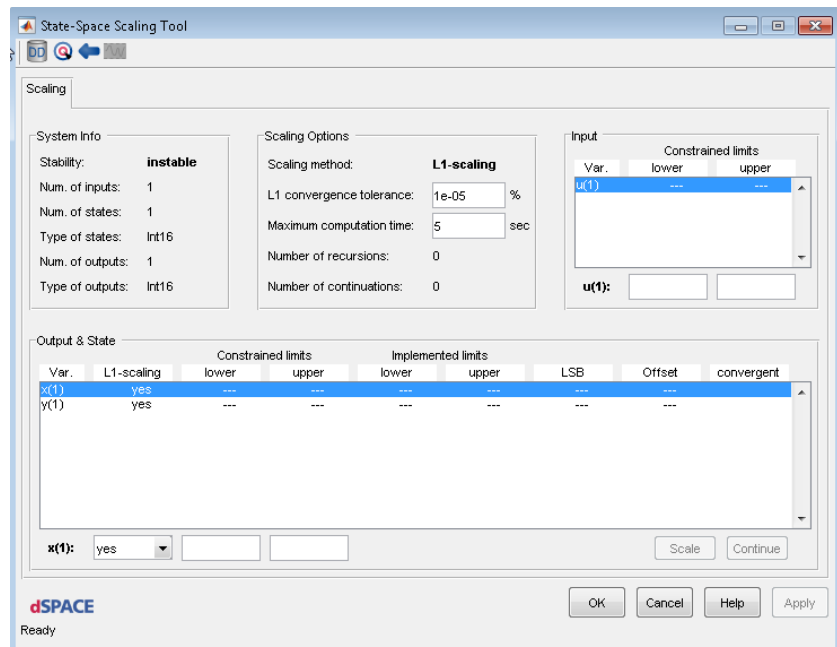 State-Space Scaling Tool
DD
Scaling
System Info
Stability: instable
Num. of inputs: 1
Num. of states: 1
Type of states: Int16
Num. of outputs: 1
Type of outputs: Int16
Scaling Options
Scaling method: L1-scaling
L1 convergence tolerance: 1e-05 %
Maximum computation time: 5 sec
Number of recursions: 0
Number of continuations: 0
Input
Constrained limits
Var. lower upper
u(1) --- ---
u(1):
Output & State
Constrained limits Implemented limits
Var. L1-scaling lower upper lower upper LSB Offset convergent
x(1) yes --- --- --- --- --- ---
y(1) yes --- --- --- --- --- ---
x(1): yes Scale Continue
dSPACE OK Cancel Help Apply
Ready